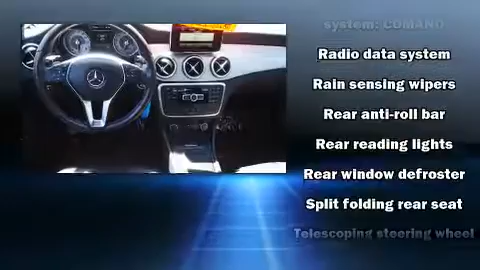 system: COMAND
Radio data system
Rain sensing wipers
Rear anti-roll bar
Rear reading lights
Rear window defroster
Split folding rear seat
Telescoping steering wheel